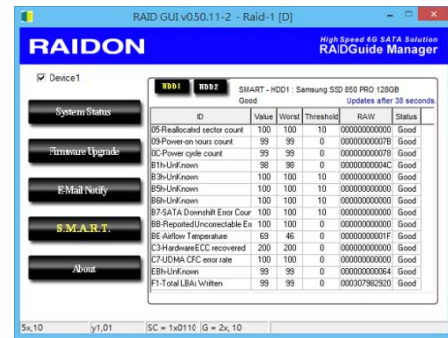 RAID GUI v0.50.11-2 - Raid-1 [D]
RAIDON
High Speed 6G SATA Solution
RAIDGuide Manager
Device1
System Status
Firmware Upgrade
E-Mail Notify
S.M.A.R.T.
About
HDD1 HDD2 SMART - HDD1 : Samsung SSD 850 PRO 128GB
Good Updates after 38 seconds.
ID Value Worst Threshold RAW Status
05-Reallocated sector count 100 100 10 000000000000 Good
09-Power-on tours count 99 99 0 00000000007B Good
0C-Power cycle count 99 99 0 000000000078 Good
B1h-UnKnown 98 98 0 00000000004C Good
B3h-UnKnown 100 100 10 000000000000 Good
B5h-UnKnown 100 100 10 000000000000 Good
B6h-UnKnown 100 100 10 000000000000 Good
B7-SATA Downshift Error Cour 100 100 10 000000000000 Good
BB-Reported Uncorrectable En 100 100 0 000000000000 Good
BE-Airflow Temperature 69 46 0 00000000001F Good
C3-Hardware ECC recovered 200 200 0 000000000000 Good
C7-UDMA CRC error rate 100 100 0 000000000000 Good
EBh-UnKnown 99 99 0 000000000064 Good
F1-Total LBAs Written 99 99 0 000307982920 Good
5x,10 y1,01 SC = 1x0110 G = 2x, 10